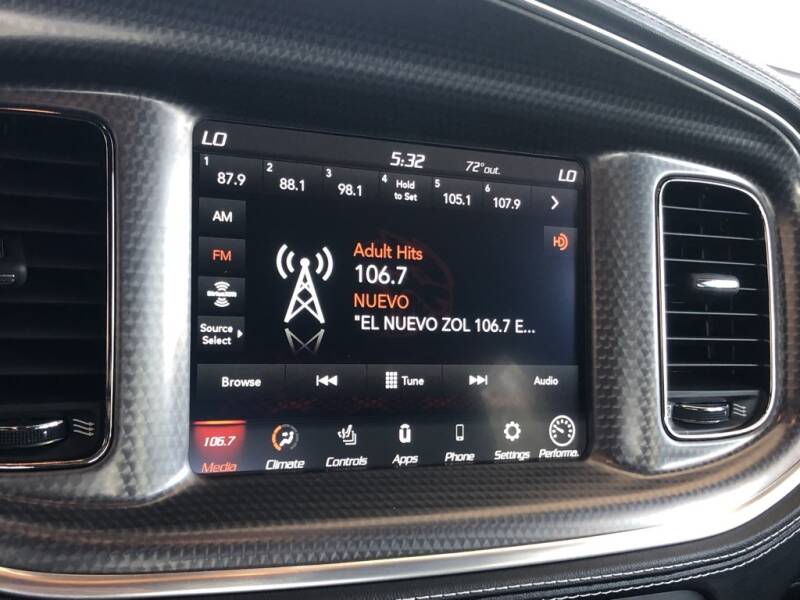 LO
5:32
72°out.
LO
1 87.9
2 88.1
3 98.1
4 Hold
to Set
5 105.1
6 107.9
AM
FM
SiriusXM
Source
Select
HD
Adult Hits
106.7
NUEVO
"EL NUEVO ZOL 106.7 E...
Browse
Tune
Audio
106.7
Media
Climate
Controls
Apps
Phone
Settings
Performa.